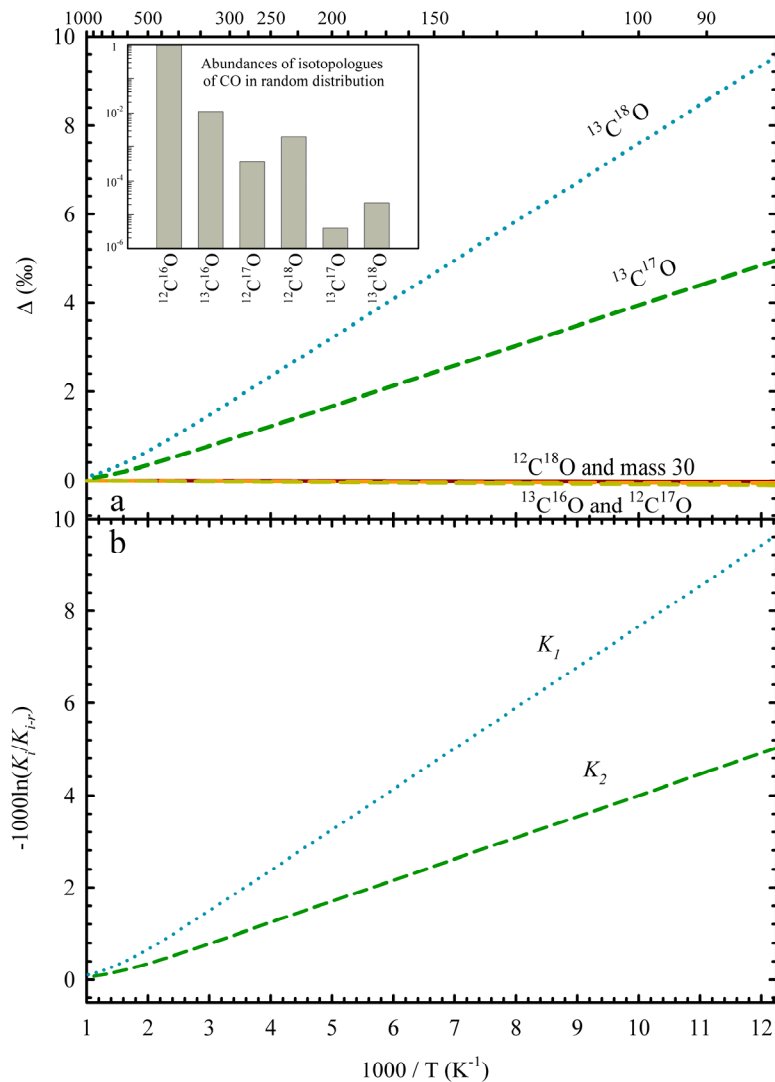 1000 500 400 300 250 200 150 100 90
10
8
6
4
2
0
Δ (‰)
Abundances of isotopologues
of CO in random distribution
1
10⁻²
10⁻⁴
10⁻⁶
¹²C¹⁶O
¹³C¹⁶O
¹²C¹⁷O
¹²C¹⁸O
¹³C¹⁷O
¹³C¹⁸O
¹³C¹⁸O
¹³C¹⁷O
¹²C¹⁸O and mass 30
¹³C¹⁶O and ¹²C¹⁷O
a
b
10
8
6
4
2
0
-1000ln(Kᵢ/Kᵢ₋ᵣ)
K₁
K₂
1 2 3 4 5 6 7 8 9 10 11 12
1000 / T (K⁻¹)